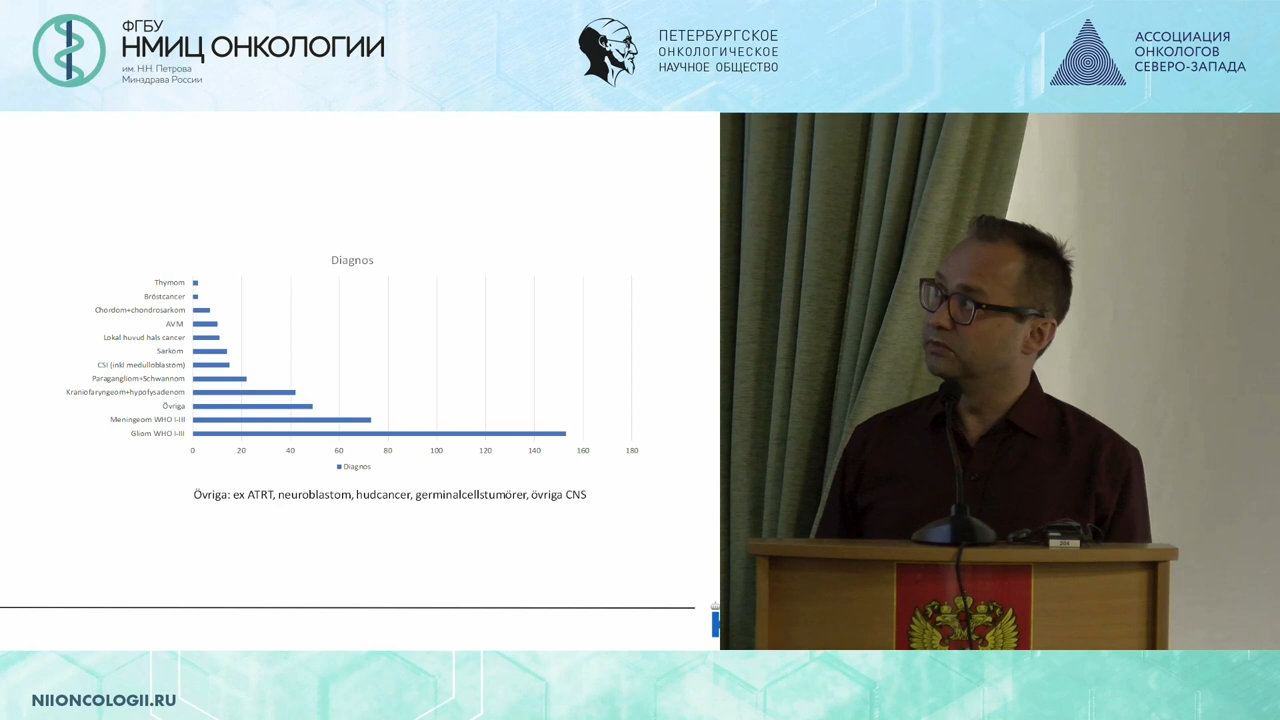 ФГБУ
НМИЦ ОНКОЛОГИИ
им. Н.Н. Петрова
Минздрава России
ПЕТЕРБУРГСКОЕ
ОНКОЛОГИЧЕСКОЕ
НАУЧНОЕ ОБЩЕСТВО
АССОЦИАЦИЯ
ОНКОЛОГОВ
СЕВЕРО-ЗАПАДА
Diagnos
Thymom
Bröstcancer
Chordom+chondrosarkom
AVM
Lokal huvud hals cancer
Sarkom
CSI (inkl medulloblastom)
Paragangliom+Schwannom
Kraniofaryngeom+hypofysadenom
Övriga
Meningeom WHO I-III
Gliom WHO I-III
0 20 40 60 80 100 120 140 160 180
Diagnos
Övriga: ex ATRT, neuroblastom, hudcancer, germinalcellstumörer, övriga CNS
204
NIIONCOLOGII.RU